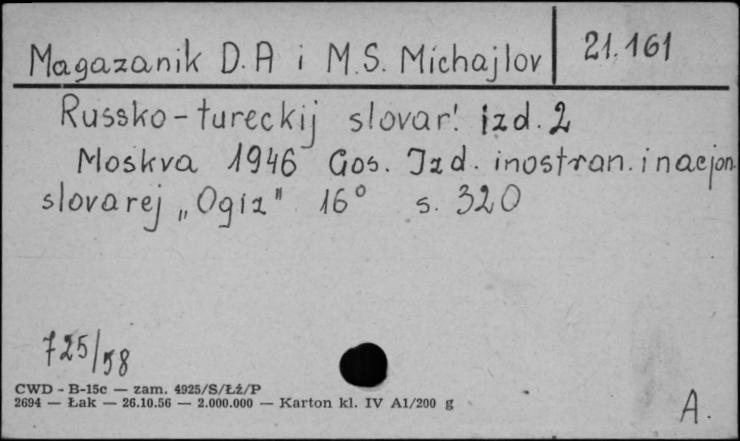 Magazanik D.A i M.S. Michajlov 21.161
Russko-tureckij slovar'. izd. 2
Moskva 1946 Gos. Izd. inostran. i nacjon.
slovarej „Ogiz" 16° s. 320
725/58
CWD - B-15c — zam. 4925/S/Łż/P
2694 — Łak — 26.10.56 — 2.000.000 — Karton kl. IV A1/200 g
A.